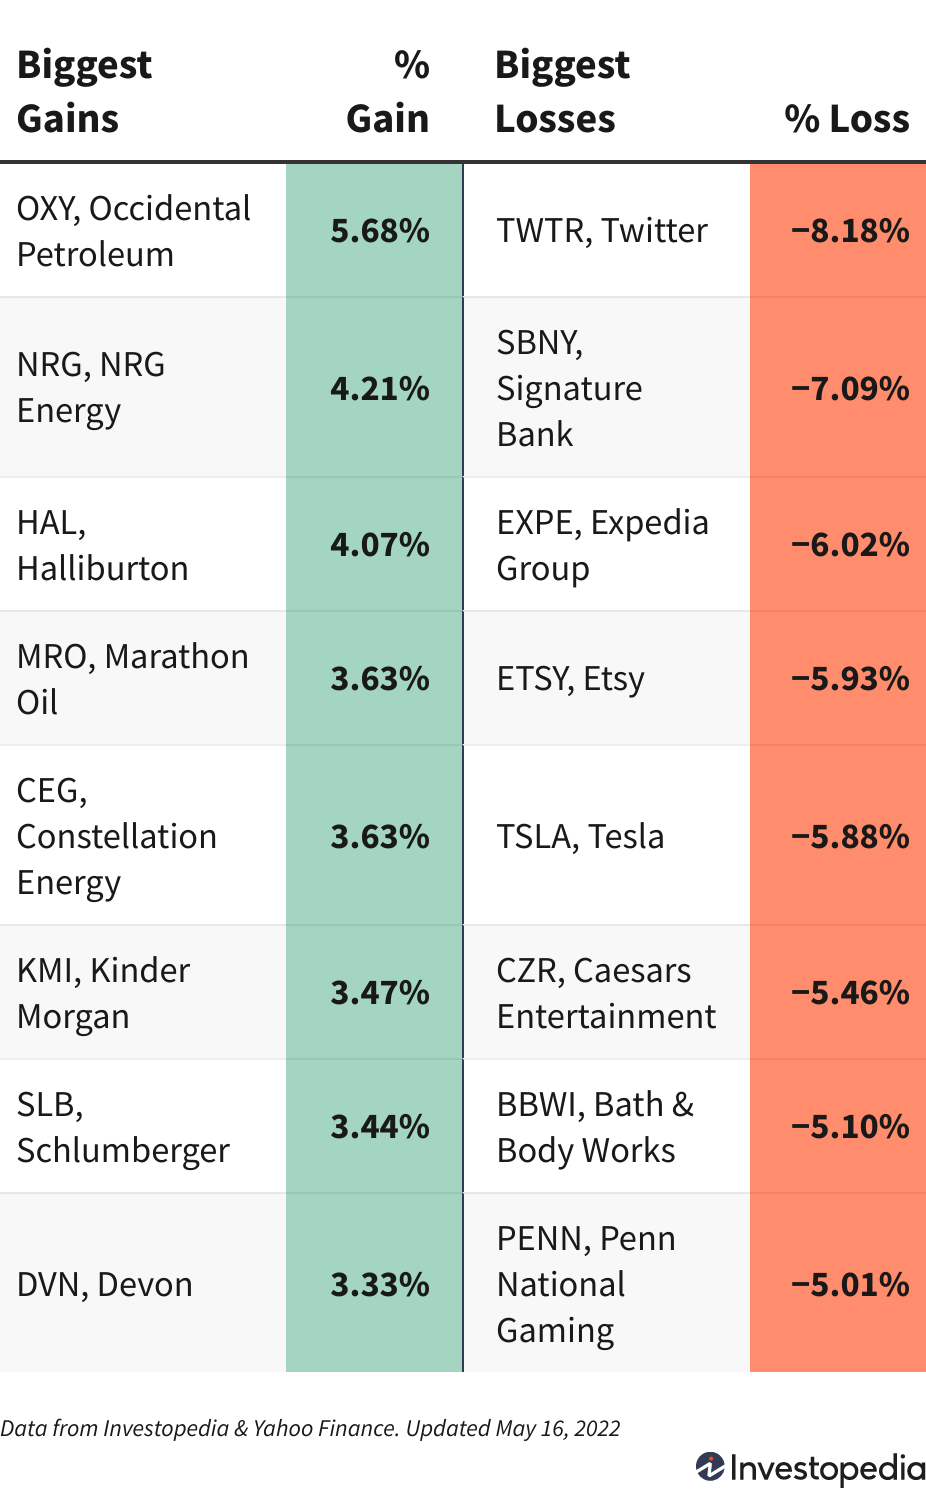 Biggest Gains % Gain Biggest Losses % Loss
OXY, Occidental Petroleum 5.68% TWTR, Twitter −8.18%
NRG, NRG Energy 4.21% SBNY, Signature Bank −7.09%
HAL, Halliburton 4.07% EXPE, Expedia Group −6.02%
MRO, Marathon Oil 3.63% ETSY, Etsy −5.93%
CEG, Constellation Energy 3.63% TSLA, Tesla −5.88%
KMI, Kinder Morgan 3.47% CZR, Caesars Entertainment −5.46%
SLB, Schlumberger 3.44% BBWI, Bath & Body Works −5.10%
DVN, Devon 3.33% PENN, Penn National Gaming −5.01%
Data from Investopedia & Yahoo Finance. Updated May 16, 2022
Investopedia